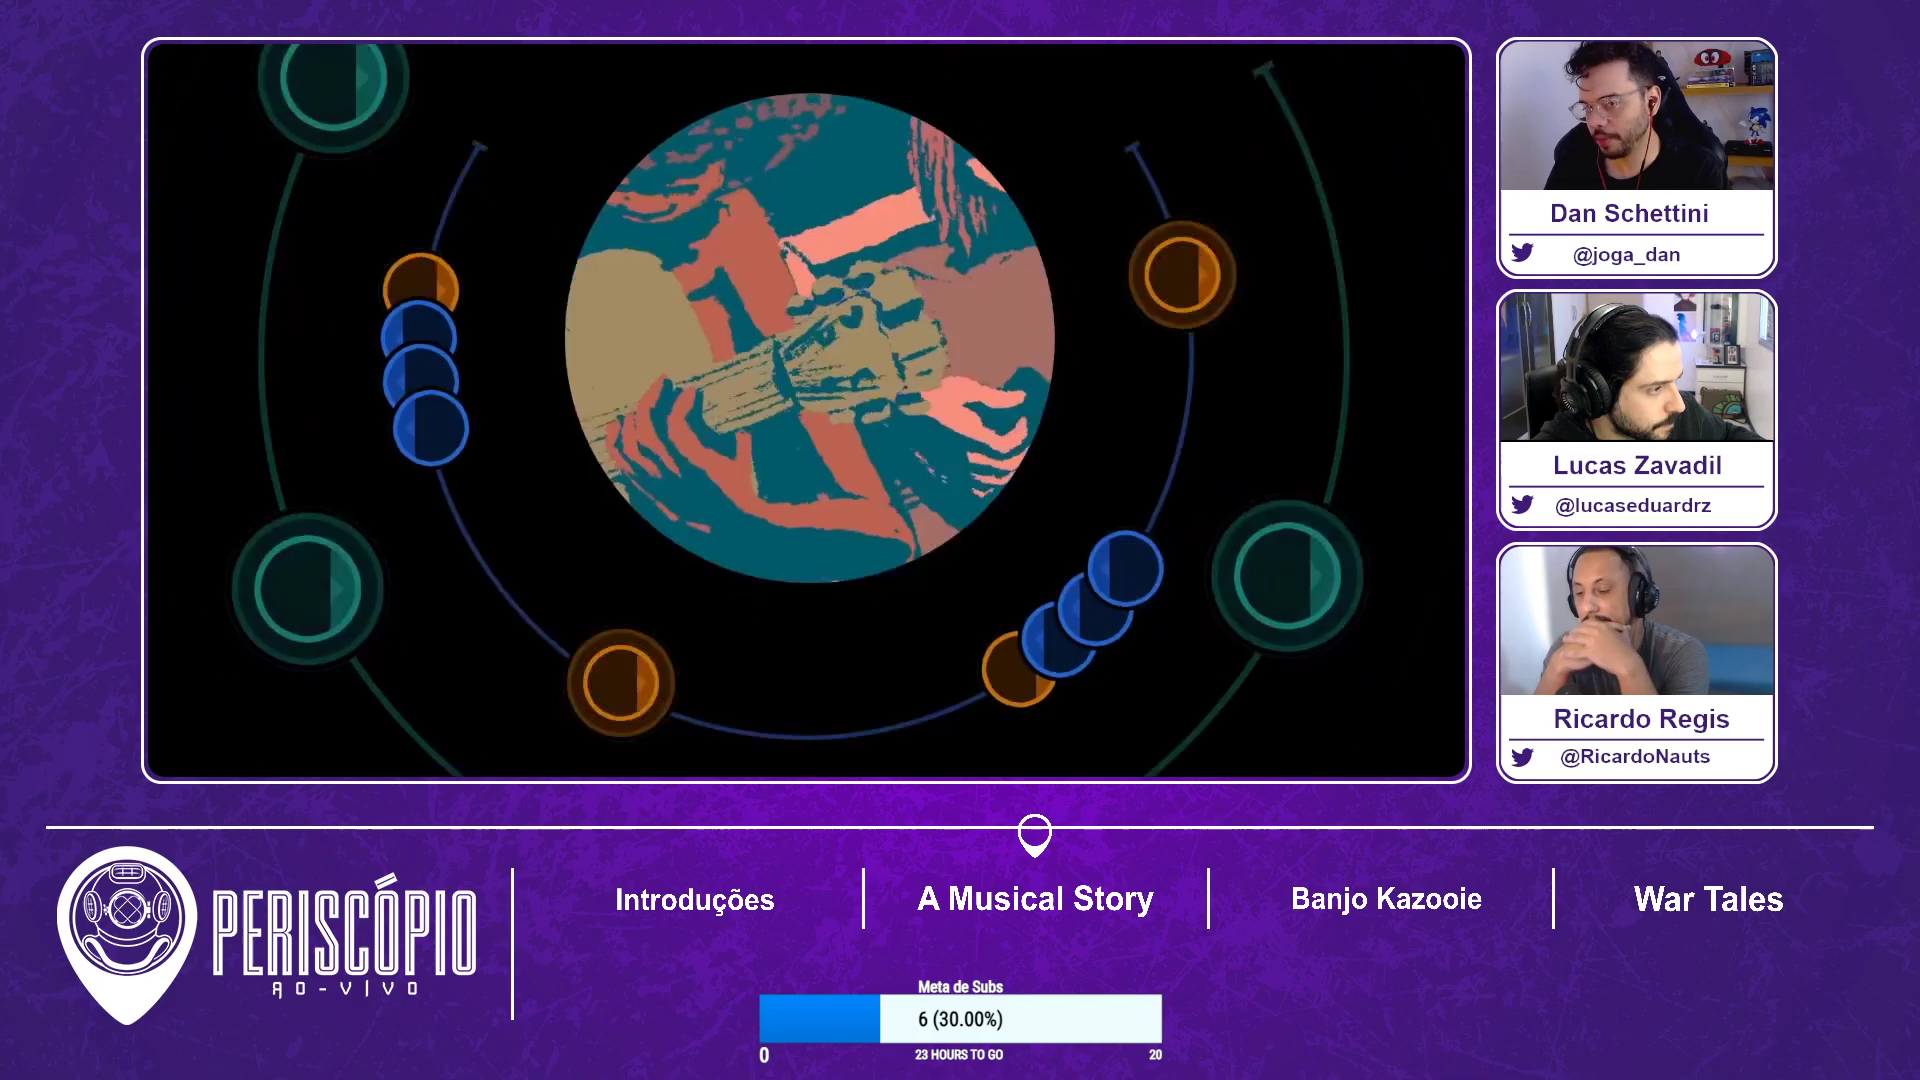 Dan Schettini
@joga_dan
Lucas Zavadil
@lucaseduardrz
Ricardo Regis
@RicardoNauts
PERISCÓPIO
AO-VIVO
Introduções
A Musical Story
Banjo Kazooie
War Tales
Meta de Subs
6 (30.00%)
0
23 HOURS TO GO
20